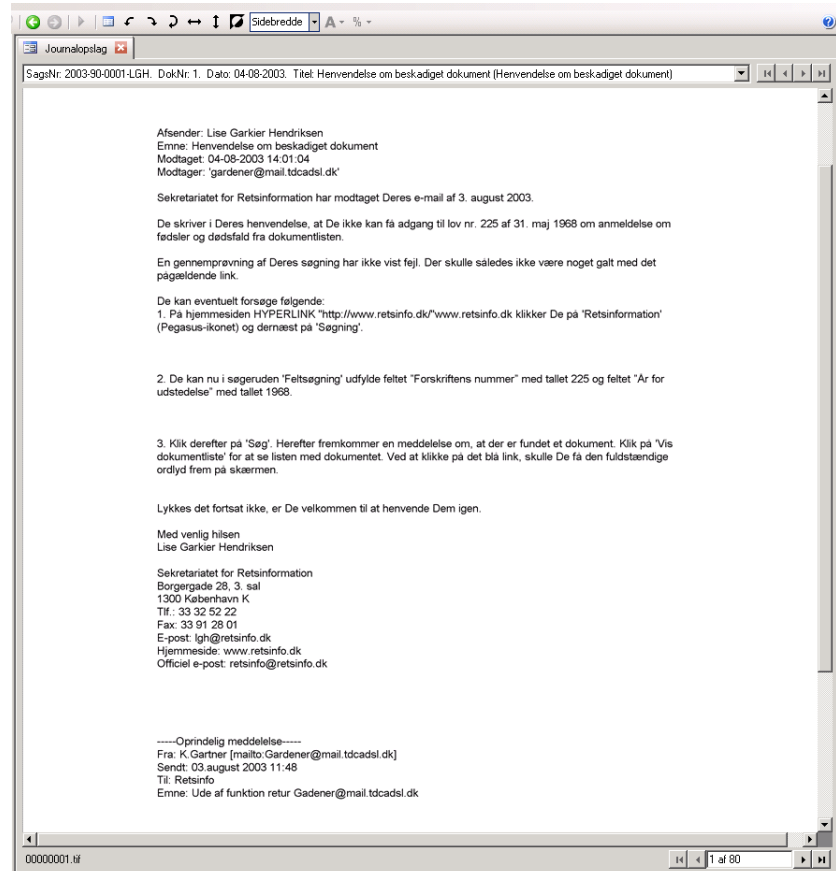 Sidebredde
A
%
Journalopslag
SagsNr: 2003-90-0001-LGH. DokNr: 1. Dato: 04-08-2003. Titel: Henvendelse om beskadiget dokument (Henvendelse om beskadiget dokument)
Afsender: Lise Garkier Hendriksen
Emne: Henvendelse om beskadiget dokument
Modtaget: 04-08-2003 14:01:04
Modtager: 'gardener@mail.tdcadsl.dk'
Sekretariatet for Retsinformation har modtaget Deres e-mail af 3. august 2003.
De skriver i Deres henvendelse, at De ikke kan få adgang til lov nr. 225 af 31. maj 1968 om anmeldelse om
fødsler og dødsfald fra dokumentlisten.
En gennemprøvning af Deres søgning har ikke vist fejl. Der skulle således ikke være noget galt med det
pågældende link.
De kan eventuelt forsøge følgende:
1. På hjemmesiden HYPERLINK "http://www.retsinfo.dk/"www.retsinfo.dk klikker De på 'Retsinformation'
(Pegasus-ikonet) og dernæst på 'Søgning'.
2. De kan nu i søgeruden 'Feltsøgning' udfylde feltet "Forskriftens nummer" med tallet 225 og feltet "År for
udstedelse" med tallet 1968.
3. Klik derefter på 'Søg'. Herefter fremkommer en meddelelse om, at der er fundet et dokument. Klik på 'Vis
dokumentliste' for at se listen med dokumentet. Ved at klikke på det blå link, skulle De få den fuldstændige
ordlyd frem på skærmen.
Lykkes det fortsat ikke, er De velkommen til at henvende Dem igen.
Med venlig hilsen
Lise Garkier Hendriksen
Sekretariatet for Retsinformation
Borgergade 28, 3. sal
1300 København K
Tlf.: 33 32 52 22
Fax: 33 91 28 01
E-post: lgh@retsinfo.dk
Hjemmeside: www.retsinfo.dk
Officiel e-post: retsinfo@retsinfo.dk
-----Oprindelig meddelelse-----
Fra: K.Gartner [mailto:Gardener@mail.tdcadsl.dk]
Sendt: 03.august 2003 11:48
Til: Retsinfo
Emne: Ude af funktion retur Gadener@mail.tdcadsl.dk
00000001.tif
1 af 80